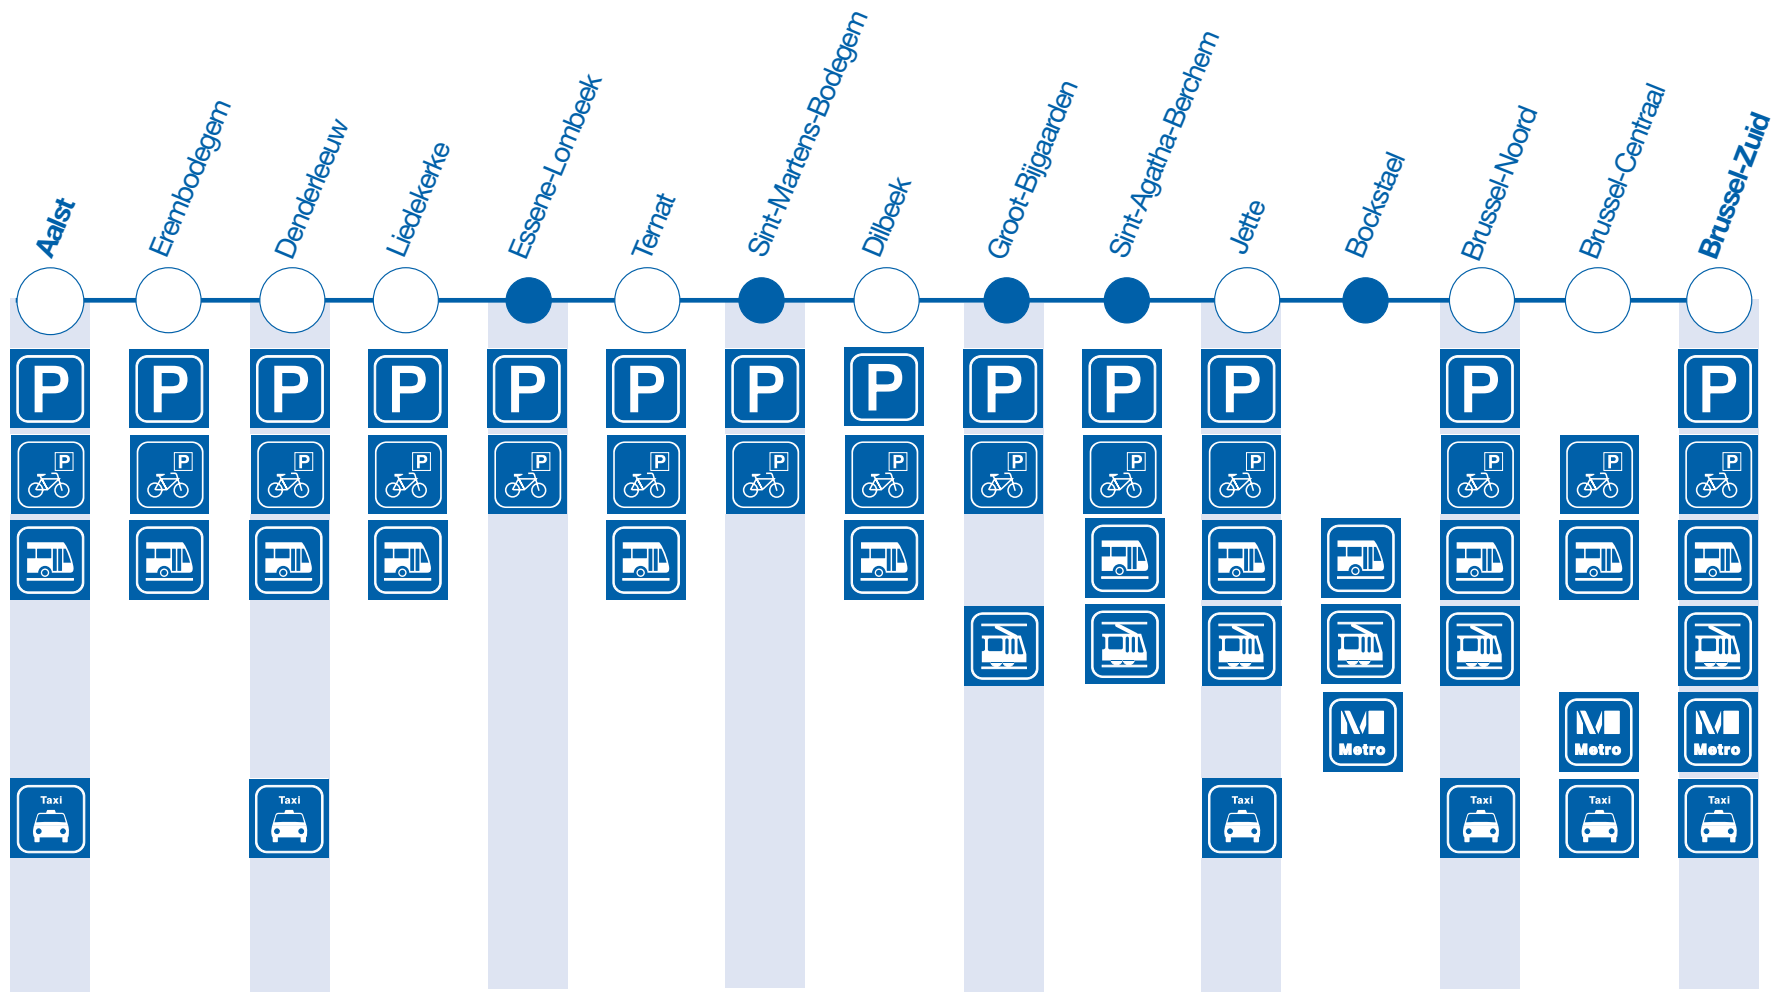 Aalst
Erembodegem
Denderleeuw
Liedekerke
Essene-Lombeek
Ternat
Sint-Martens-Bodegem
Dilbeek
Groot-Bijgaarden
Sint-Agatha-Berchem
Jette
Bockstael
Brussel-Noord
Brussel-Centraal
Brussel-Zuid
P P P P P P P P P P P P P
P P P P P P P P P P P P P P
M M M
Metro Metro Metro
Taxi Taxi Taxi Taxi Taxi Taxi